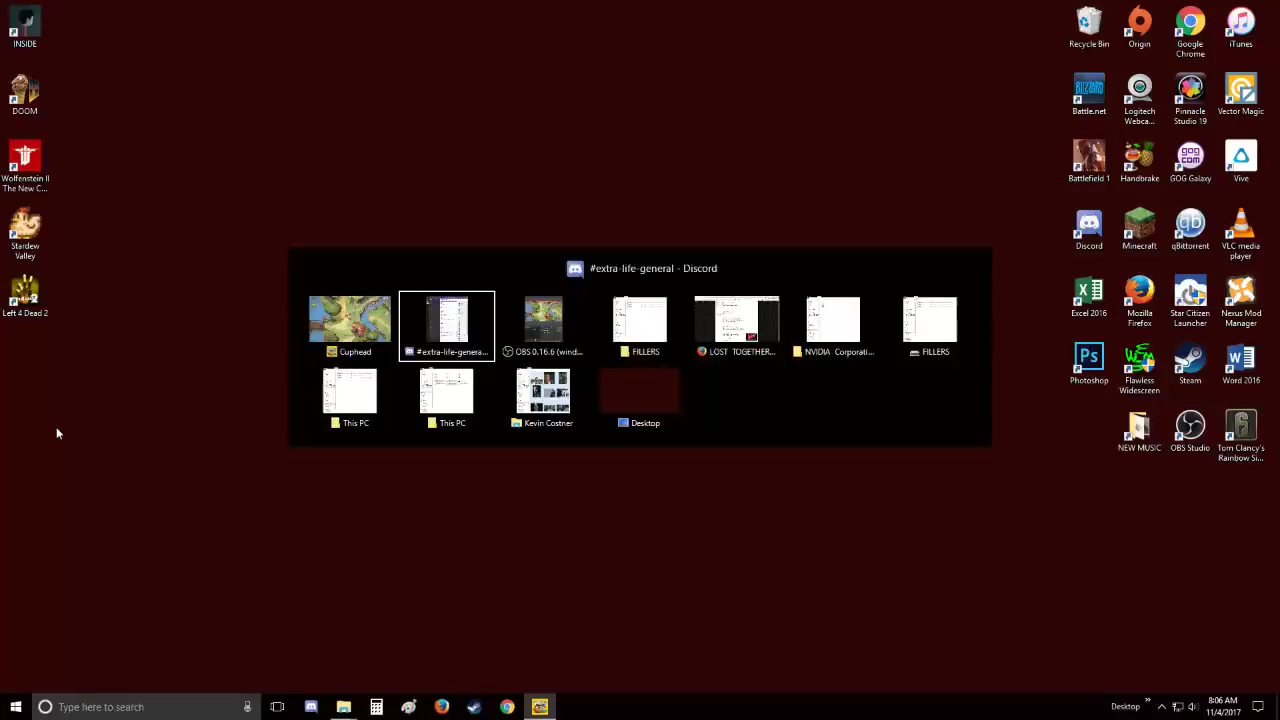 INSIDE
DOOM
Wolfenstein II
The New C...
Stardew
Valley
Left 4 Dead 2
#extra-life-general - Discord
Cuphead
#extra-life-genera...
OBS 0.16.6 (wind...
FILLERS
LOST TOGETHER...
NVIDIA Corporati...
FILLERS
This PC
This PC
Kevin Costner
Desktop
Recycle Bin
Origin
Google
Chrome
iTunes
Battle.net
Logitech
Webca...
Pinnacle
Studio 19
Vector Magic
Battlefield 1
Handbrake
GOG Galaxy
Vive
Discord
Minecraft
qBittorrent
VLC media
player
Excel 2016
Mozilla
Firefox
Star Citizen
Launcher
Nexus Mod
Manager
Photoshop
Flawless
Widescreen
Steam
Word 2016
NEW MUSIC
OBS Studio
Tom Clancy's
Rainbow Si...
Type here to search
Desktop
8:06 AM
11/4/2017